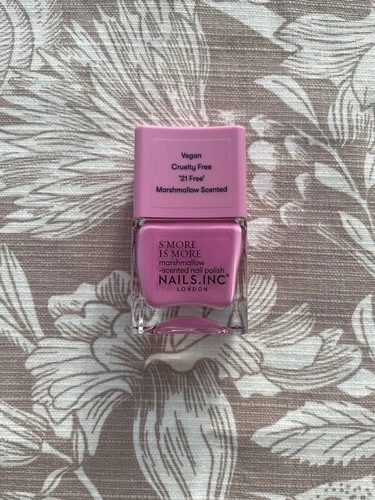 Vegan
Cruelty Free
'21 Free'
Marshmallow Scented
S'MORE
IS MORE
marshmallow
-scented nail polish
NAILS.INC®
LONDON